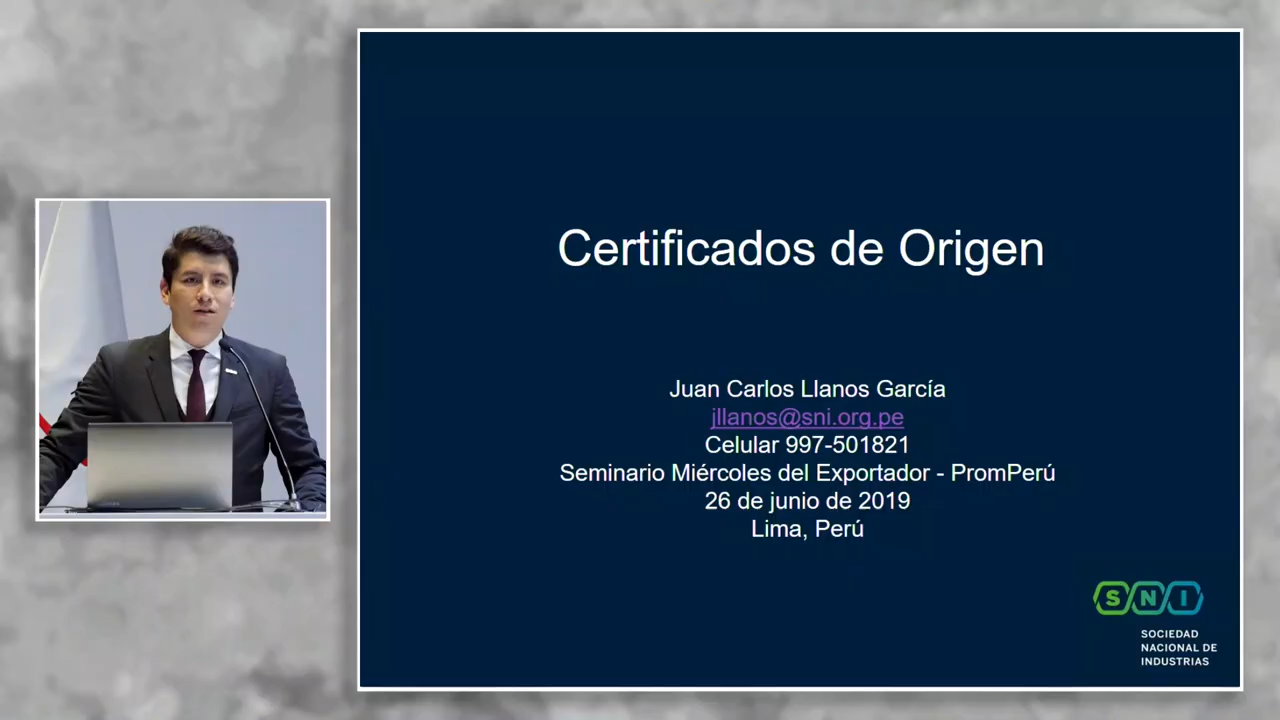 Certificados de Origen
Juan Carlos Llanos García
jllanos@sni.org.pe
Celular 997-501821
Seminario Miércoles del Exportador - PromPerú
26 de junio de 2019
Lima, Perú
SNI
SOCIEDAD
NACIONAL DE
INDUSTRIAS